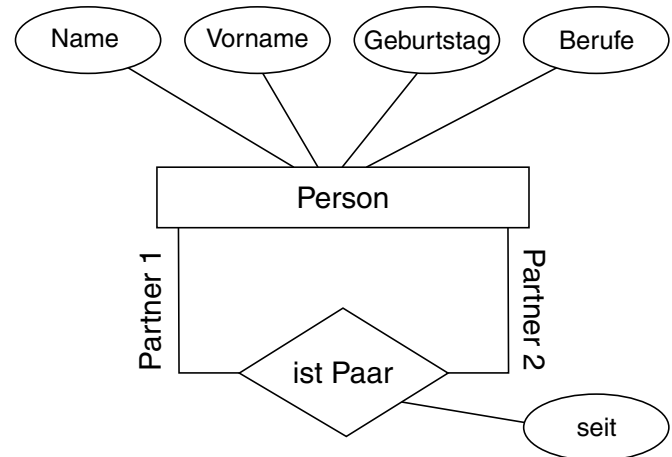 Name
Vorname
Geburtstag
Berufe
Person
Partner 1
Partner 2
ist Paar
seit